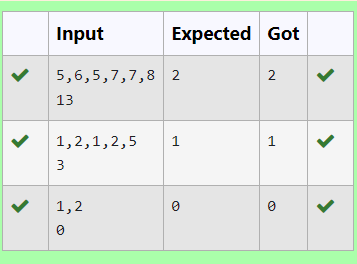 Input Expected Got
5,6,5,7,7,8 2 2
13
1,2,1,2,5 1 1
3
1,2 0 0
0